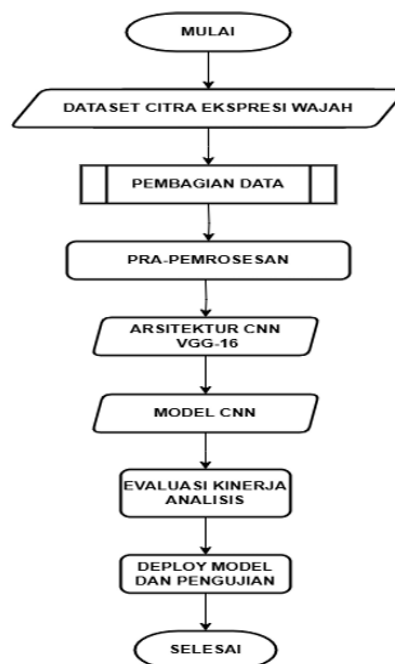 MULAI
DATASET CITRA EKSPRESI WAJAH
PEMBAGIAN DATA
PRA-PEMROSESAN
ARSITEKTUR CNN
VGG-16
MODEL CNN
EVALUASI KINERJA
ANALISIS
DEPLOY MODEL
DAN PENGUJIAN
SELESAI